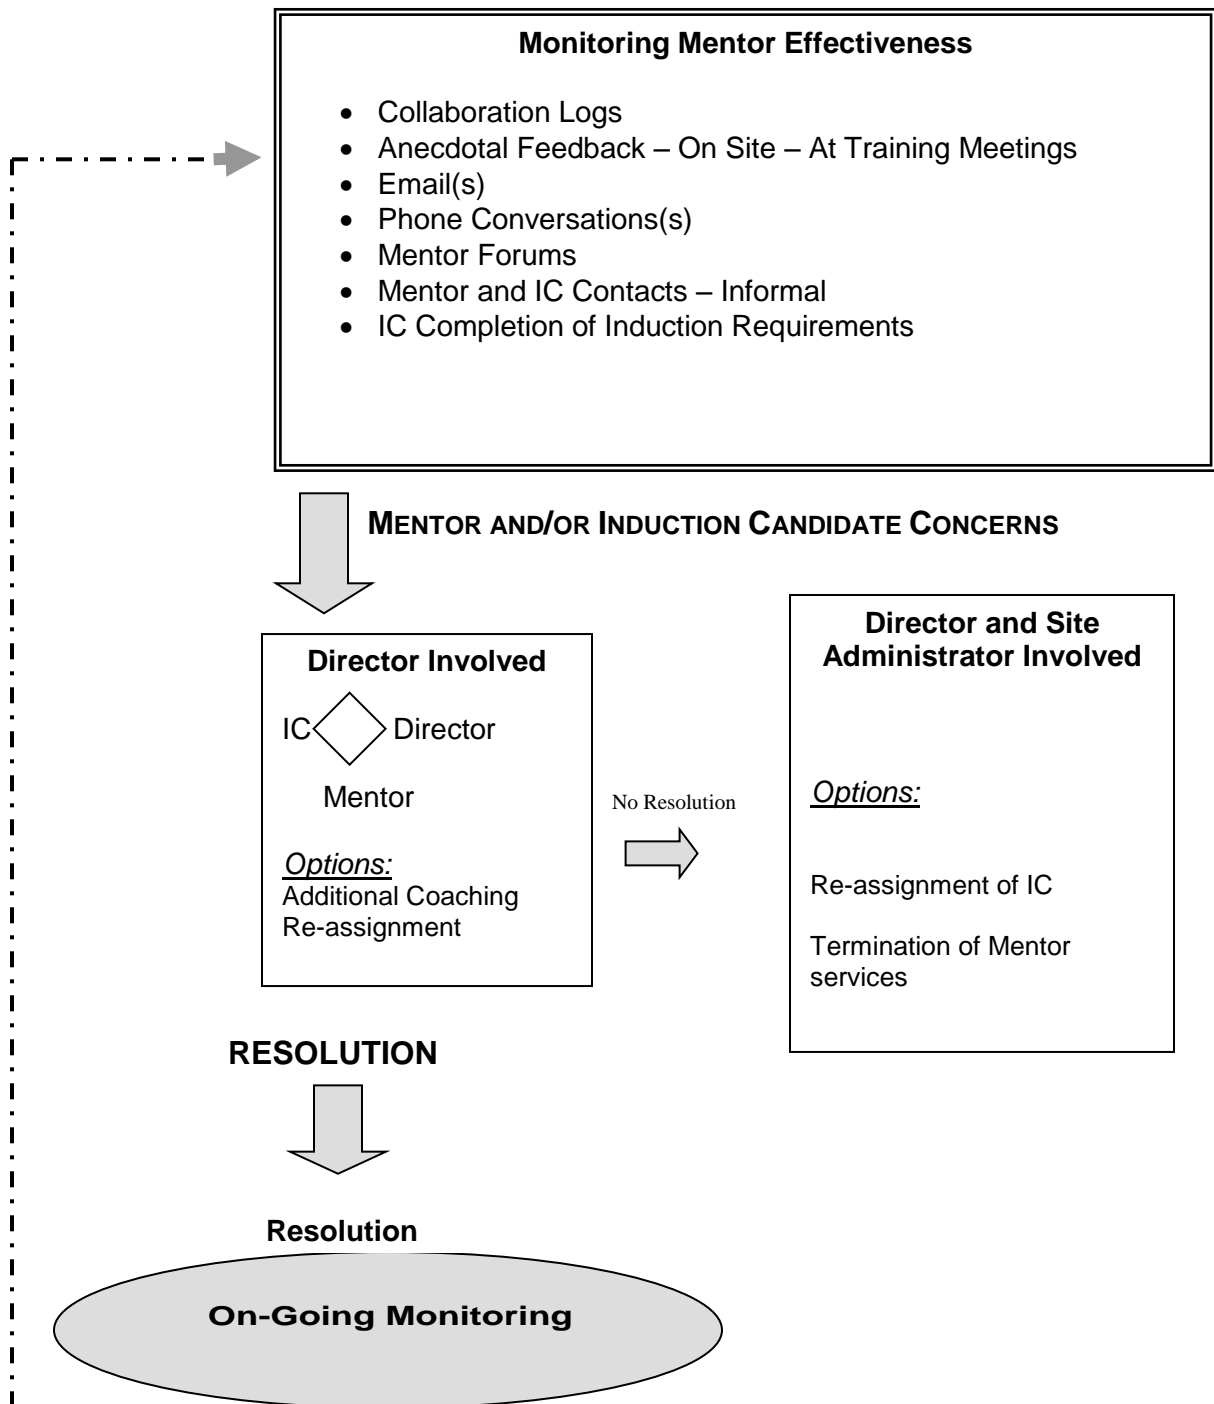 Monitoring Mentor Effectiveness
• Collaboration Logs
• Anecdotal Feedback – On Site – At Training Meetings
• Email(s)
• Phone Conversations(s)
• Mentor Forums
• Mentor and IC Contacts – Informal
• IC Completion of Induction Requirements
MENTOR AND/OR INDUCTION CANDIDATE CONCERNS
Director Involved
IC Director
Mentor
Options:
Additional Coaching
Re-assignment
No Resolution
Director and Site
Administrator Involved
Options:
Re-assignment of IC
Termination of Mentor
services
RESOLUTION
Resolution
On-Going Monitoring